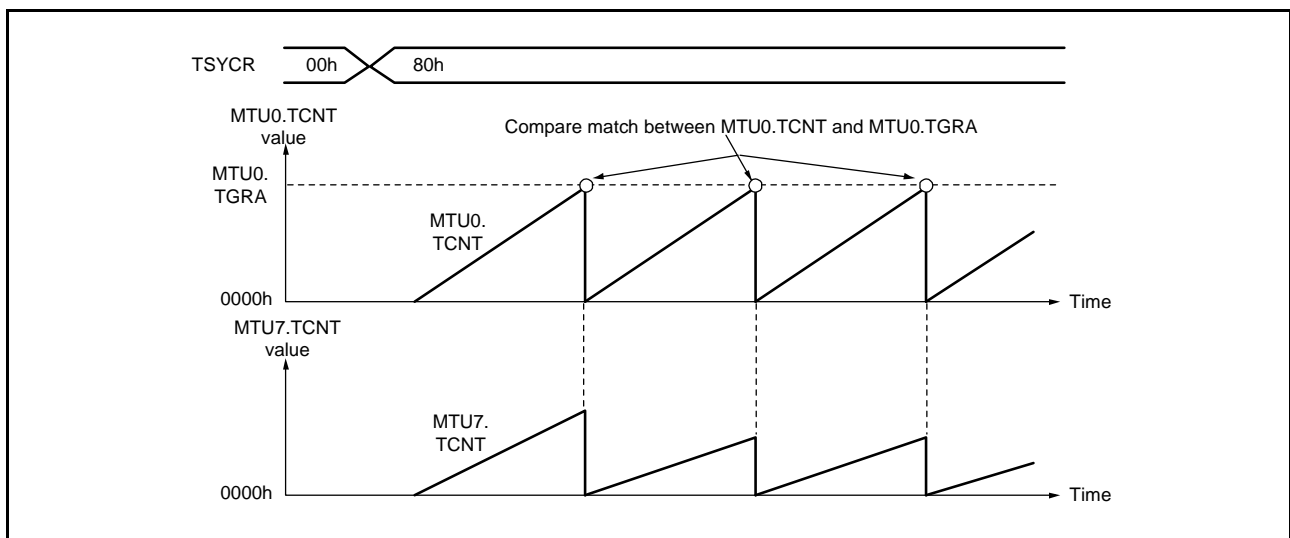 TSYCR 00h 80h
MTU0.TCNT
value
Compare match between MTU0.TCNT and MTU0.TGRA
MTU0.
TGRA
MTU0.
TCNT
0000h
Time
MTU7.TCNT
value
MTU7.
TCNT
0000h
Time